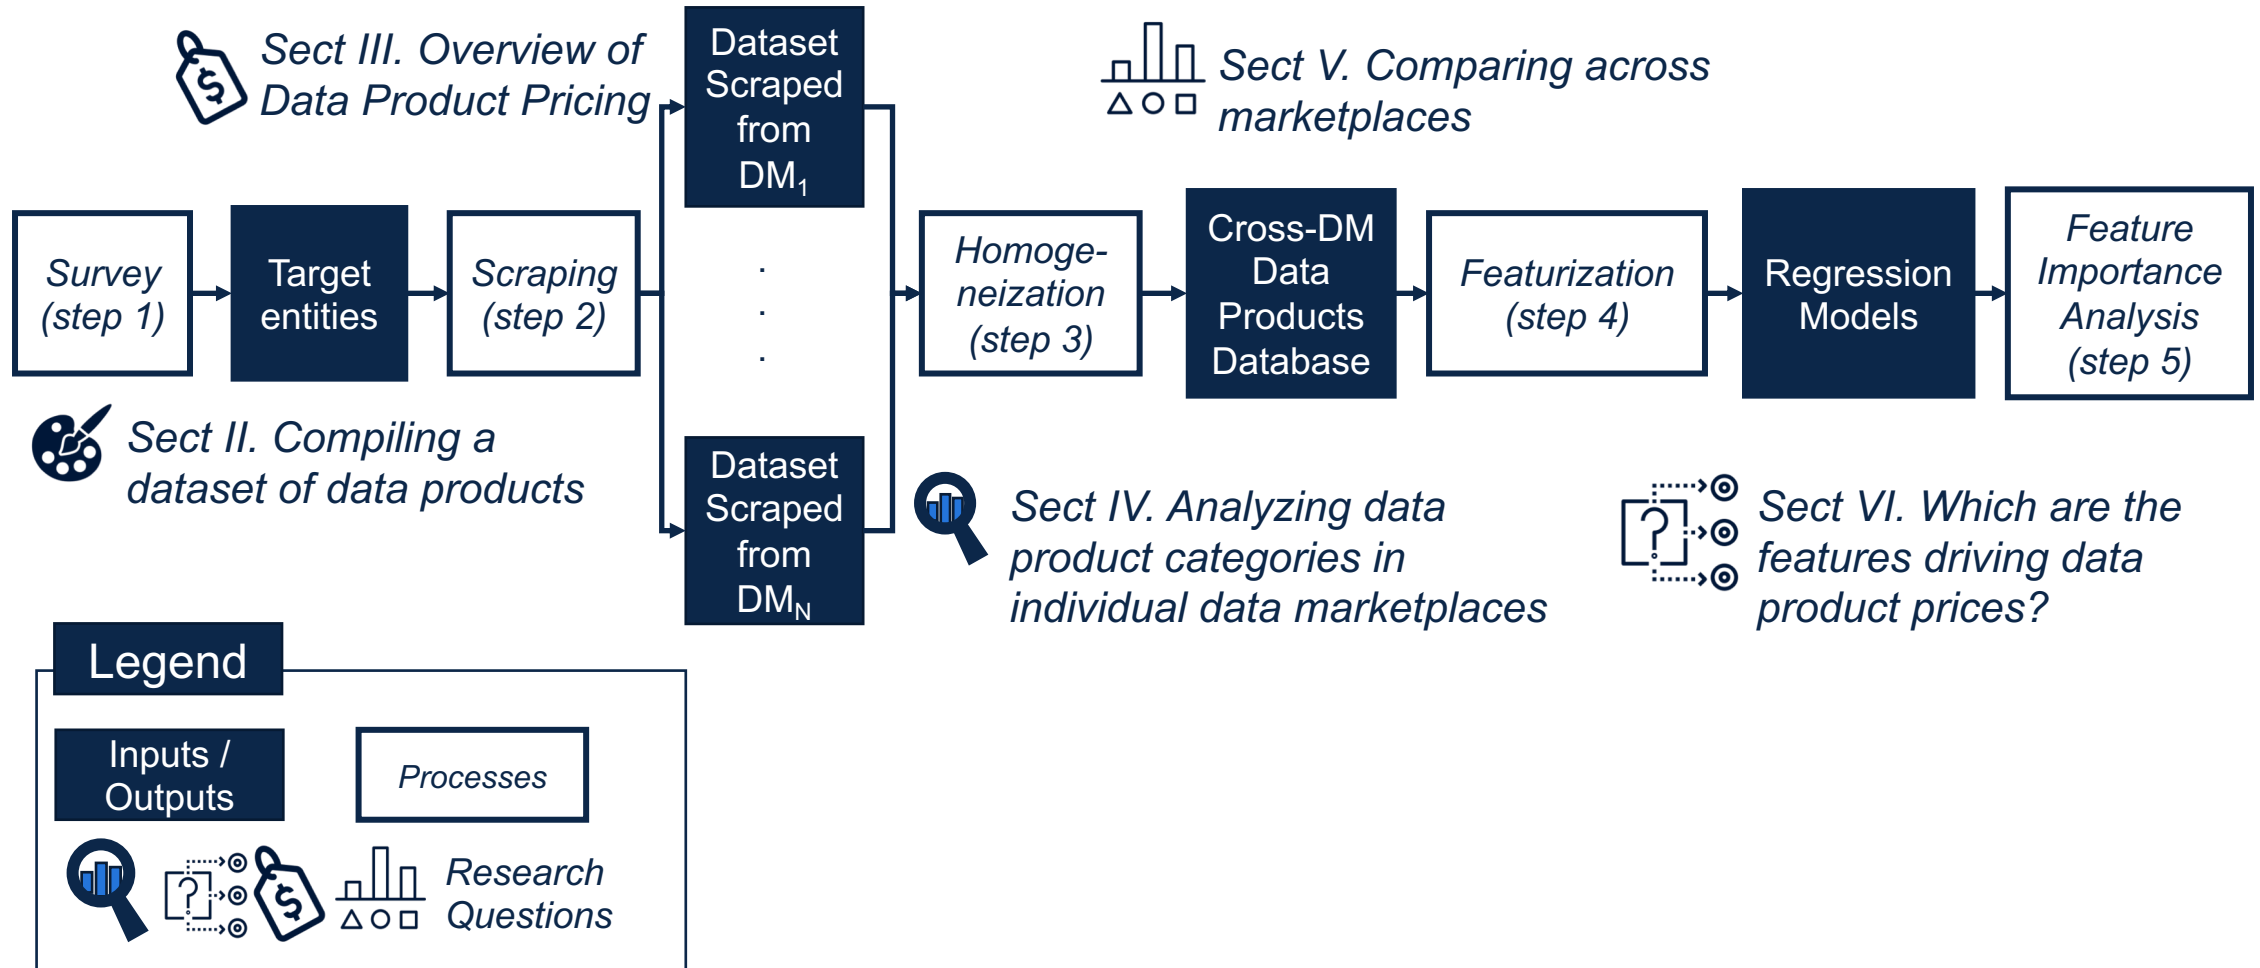 Sect III. Overview of
Data Product Pricing
Dataset
Scraped
from
DM₁
Sect V. Comparing across
marketplaces
Survey
(step 1)
Target
entities
Scraping
(step 2)
.
.
.
Homoge-
neization
(step 3)
Cross-DM
Data
Products
Database
Featurization
(step 4)
Regression
Models
Feature
Importance
Analysis
(step 5)
Sect II. Compiling a
dataset of data products
Dataset
Scraped
from
DM_N
Sect IV. Analyzing data
product categories in
individual data marketplaces
Sect VI. Which are the
features driving data
product prices?
Legend
Inputs /
Outputs
Processes
Research
Questions